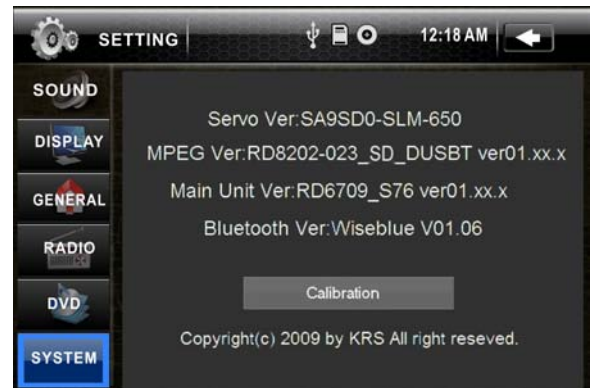 SETTING
12:18 AM
SOUND
DISPLAY
GENERAL
RADIO
DVD
SYSTEM
Servo Ver:SA9SD0-SLM-650
MPEG Ver:RD8202-023_SD_DUSBT ver01.xx.x
Main Unit Ver:RD6709_S76 ver01.xx.x
Bluetooth Ver:Wiseblue V01.06
Calibration
Copyright(c) 2009 by KRS All right reseved.